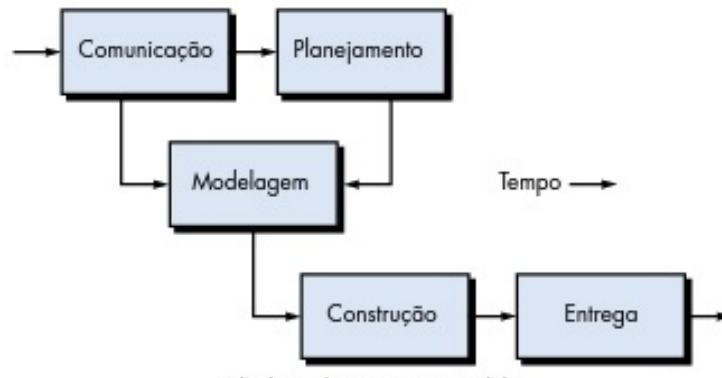 Comunicação
Planejamento
Modelagem
Tempo
Construção
Entrega